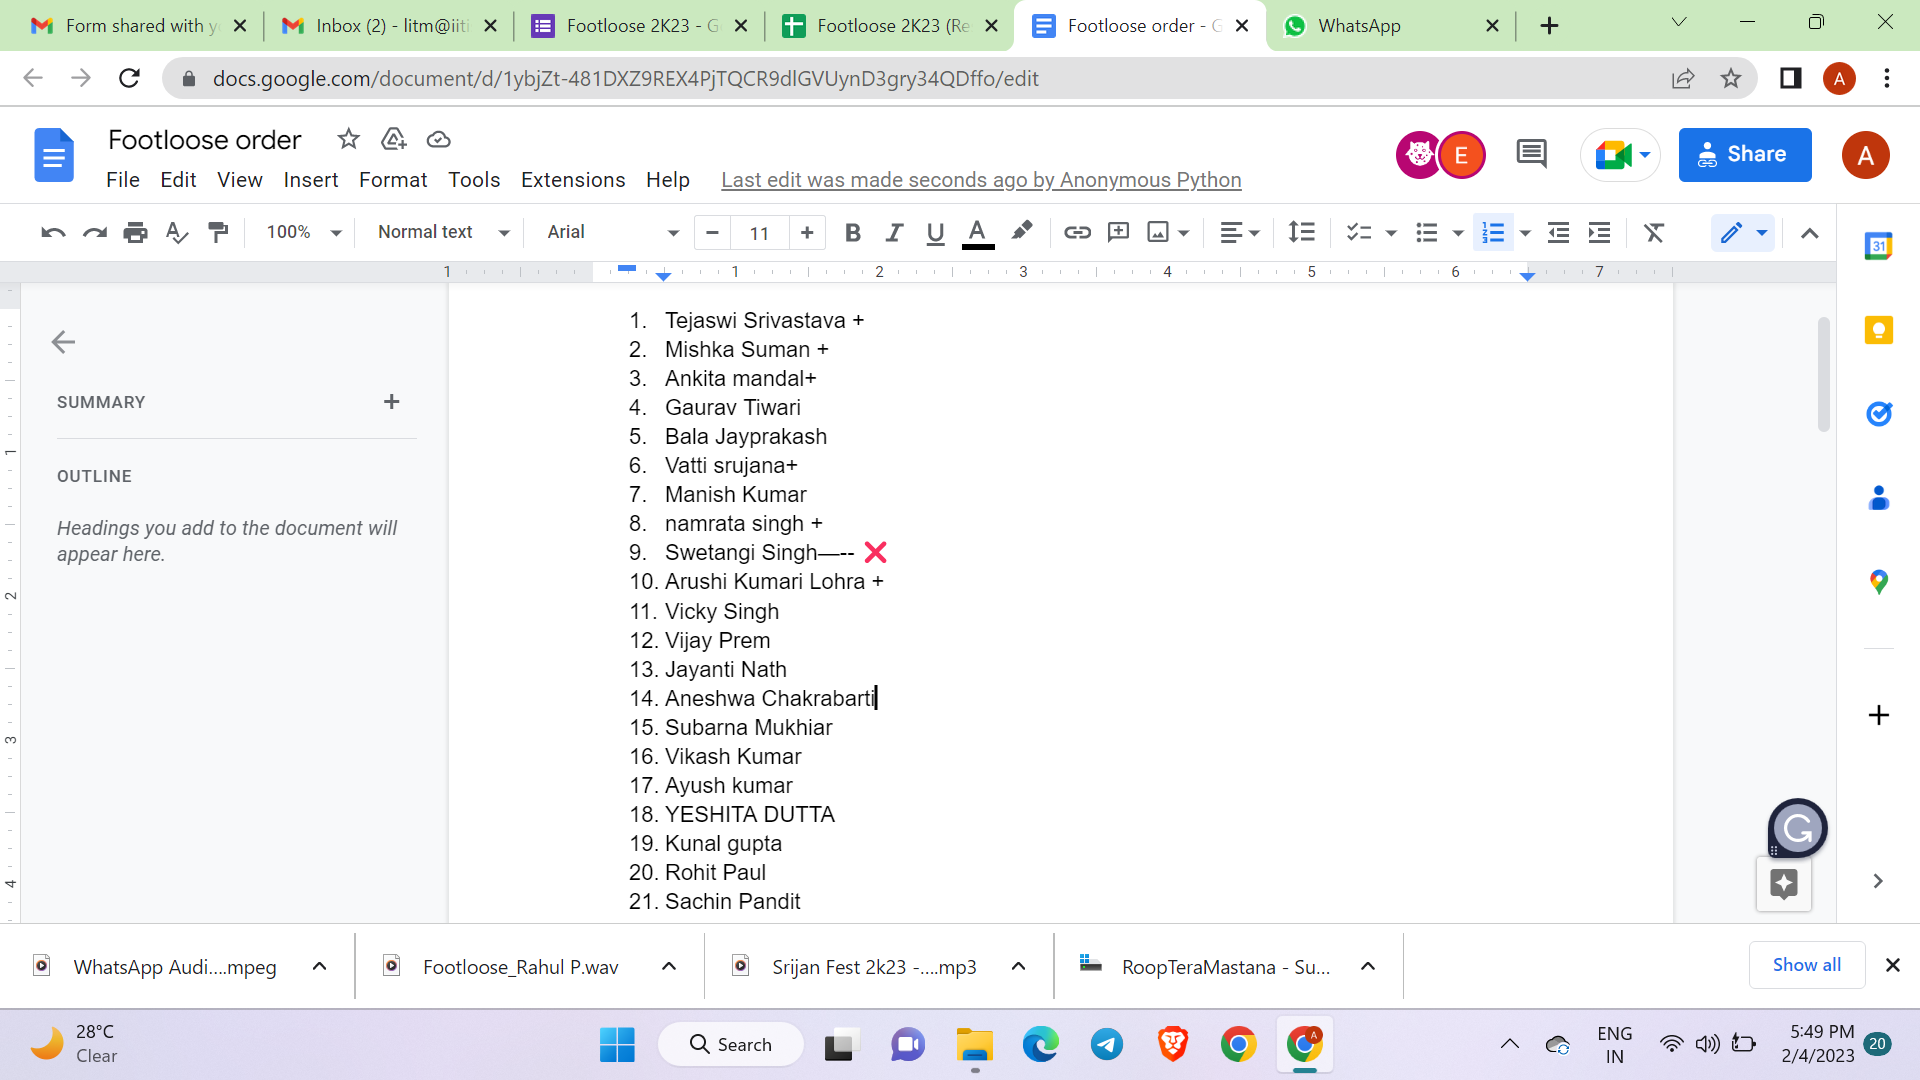 Form shared with y
Inbox (2) - litm@iiti
Footloose 2K23 - G
Footloose 2K23 (Re
Footloose order - G
WhatsApp
docs.google.com/document/d/1ybjZt-481DXZ9REX4PjTQCR9dlGVUynD3gry34QDffo/edit
A
Footloose order
E
Share
A
File Edit View Insert Format Tools Extensions Help Last edit was made seconds ago by Anonymous Python
100% Normal text Arial 11 B I U A
1 1 2 3 4 5 6 7
31
SUMMARY
OUTLINE
Headings you add to the document will
appear here.
1
2
3
4
1. Tejaswi Srivastava +
2. Mishka Suman +
3. Ankita mandal+
4. Gaurav Tiwari
5. Bala Jayprakash
6. Vatti srujana+
7. Manish Kumar
8. namrata singh +
9. Swetangi Singh—-- ❌
10. Arushi Kumari Lohra +
11. Vicky Singh
12. Vijay Prem
13. Jayanti Nath
14. Aneshwa Chakrabarti
15. Subarna Mukhiar
16. Vikash Kumar
17. Ayush kumar
18. YESHITA DUTTA
19. Kunal gupta
20. Rohit Paul
21. Sachin Pandit
WhatsApp Audi....mpeg
Footloose_Rahul P.wav
Srijan Fest 2k23 -....mp3
RoopTeraMastana - Su...
Show all
28°C
Clear
Search
A
ENG
IN
5:49 PM
2/4/2023
20